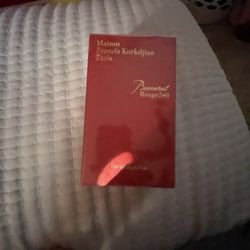 Maison
Francis Kurkdjian
Paris
Baccarat
Rouge 540